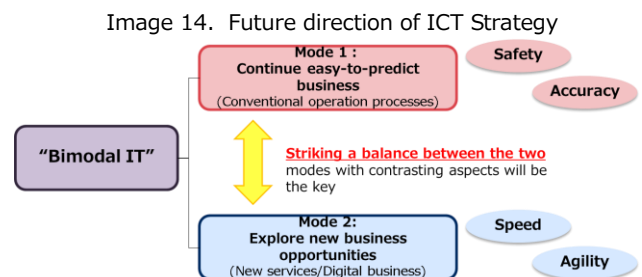 Image 14. Future direction of ICT Strategy
Mode 1 :
Continue easy-to-predict
business
(Conventional operation processes)
Safety
Accuracy
“Bimodal IT”
Striking a balance between the two
modes with contrasting aspects will be
the key
Mode 2:
Explore new business
opportunities
(New services/Digital business)
Speed
Agility